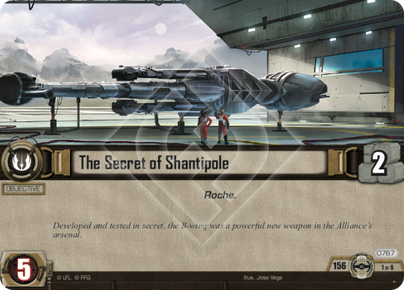 The Secret of Shantipole
2
OBJECTIVE
Roche.
Developed and tested in secret, the B-wing was a powerful new weapon in the Alliance's
arsenal.
5
© LFL © FFG
Illus. Jose Vega
156
0767
1 of 6